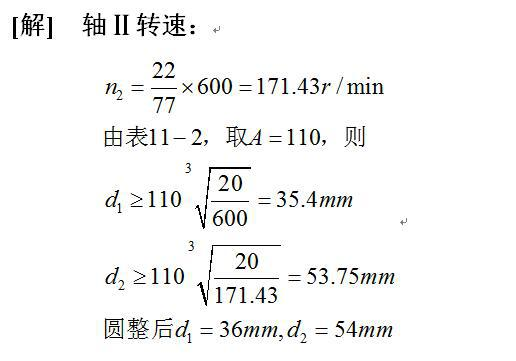 [解] 轴Ⅱ转速：
n₂ = 22/77 × 600 = 171.43r / min
由表11－2，取A = 110，则
d₁ ≥ 110 ∛(20/600) = 35.4mm
d₂ ≥ 110 ∛(20/171.43) = 53.75mm
圆整后d₁ = 36mm, d₂ = 54mm